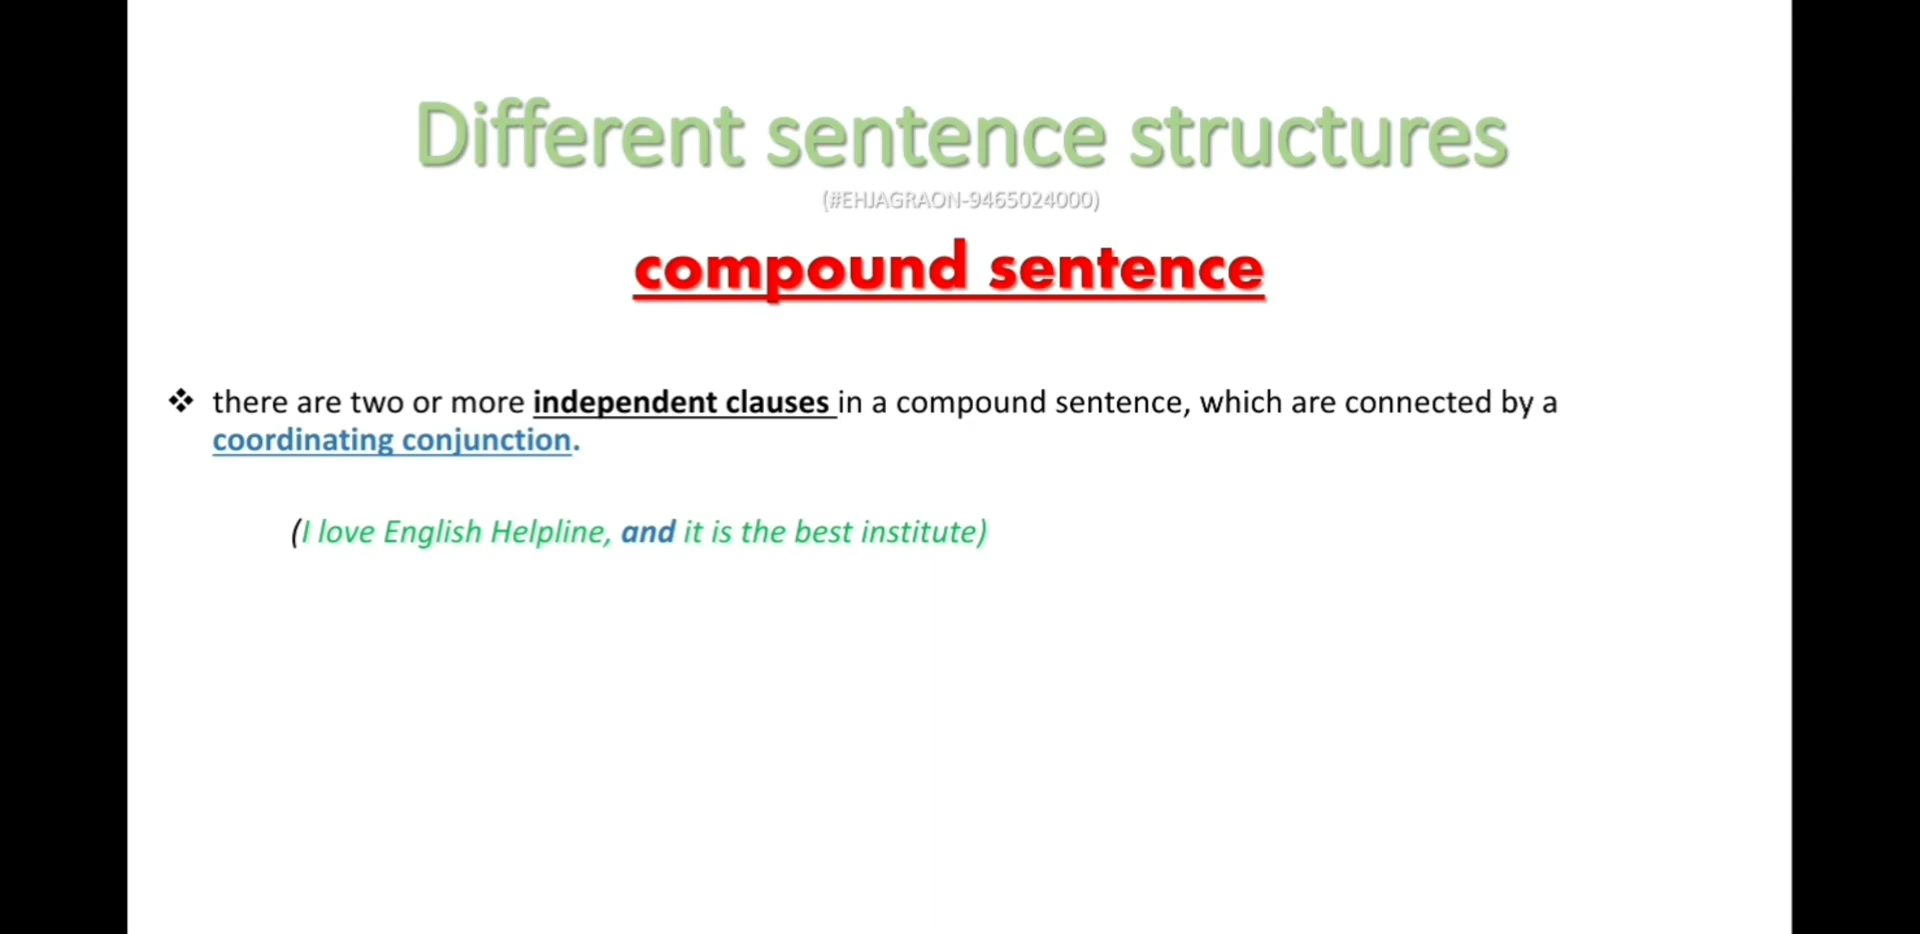 Different sentence structures
(#EHJAGRAON-9465024000)
compound sentence
❖ there are two or more independent clauses in a compound sentence, which are connected by a
coordinating conjunction.
(I love English Helpline, and it is the best institute)